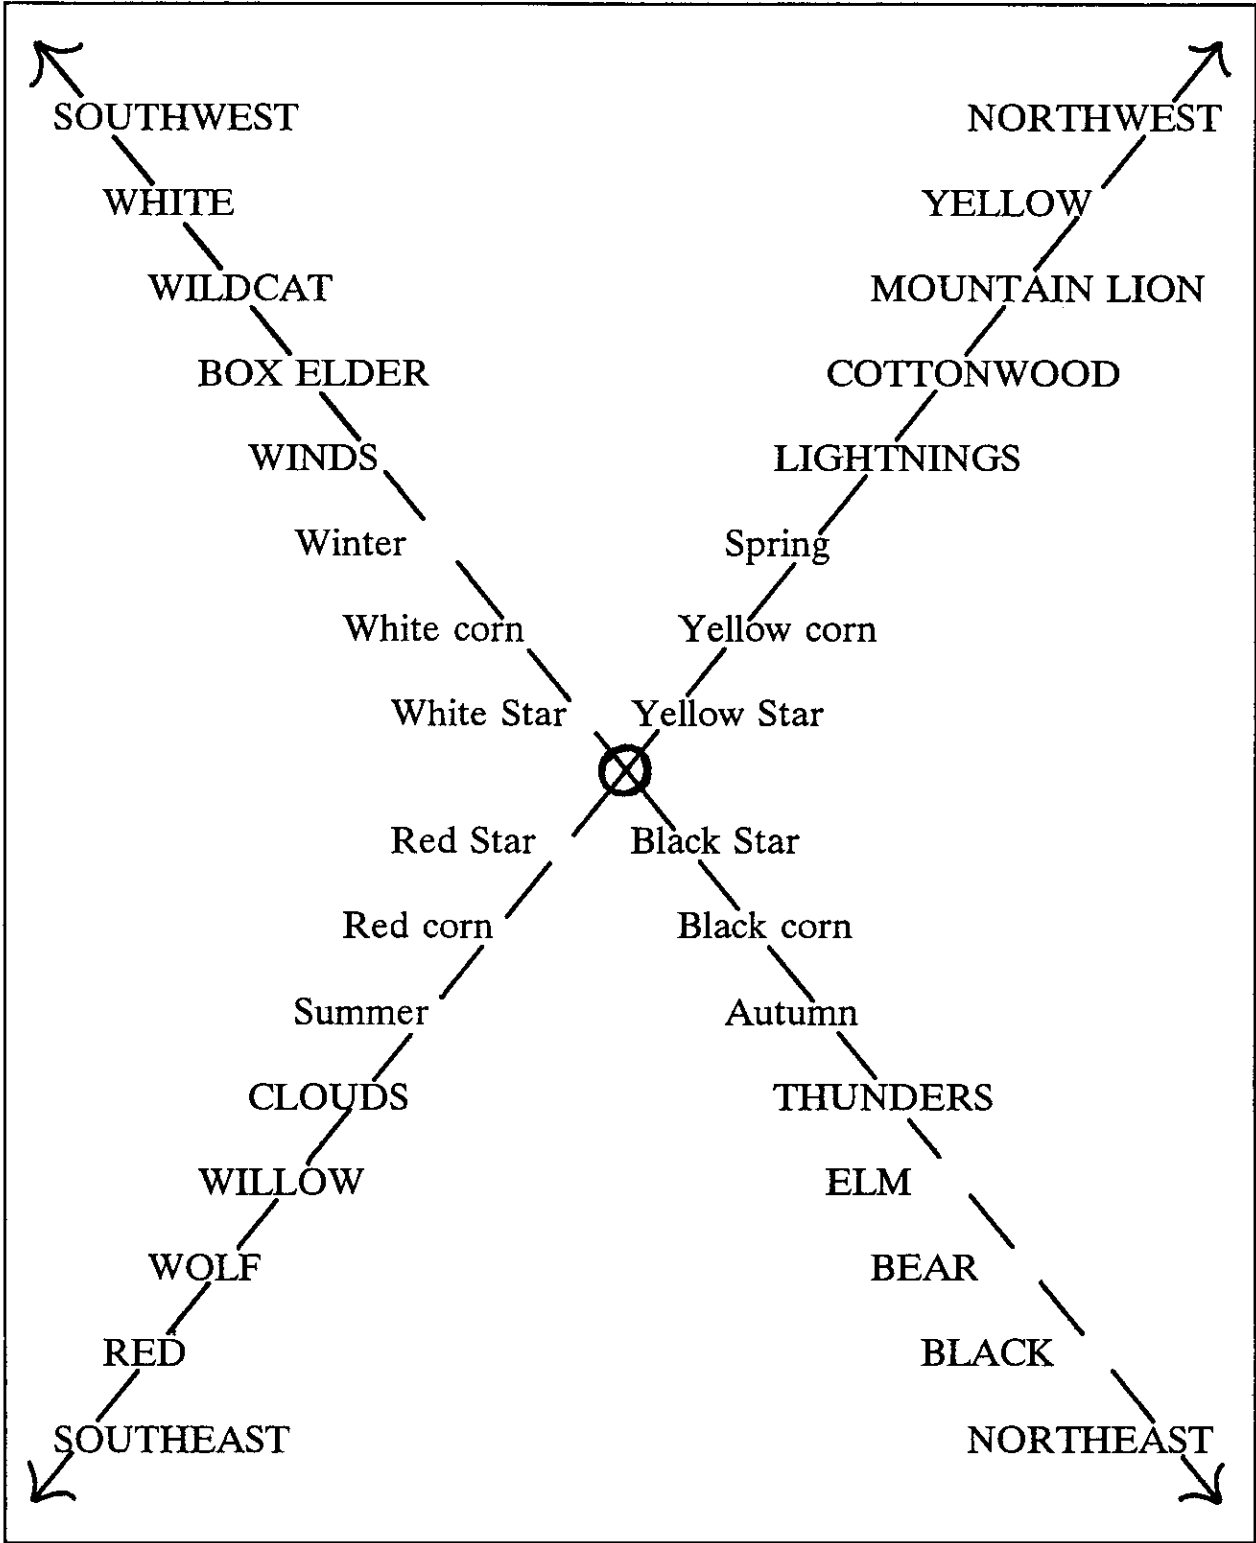 SOUTHWEST NORTHWEST
WHITE YELLOW
WILDCAT MOUNTAIN LION
BOX ELDER COTTONWOOD
WINDS LIGHTNINGS
Winter Spring
White corn Yellow corn
White Star Yellow Star
Red Star Black Star
Red corn Black corn
Summer Autumn
CLOUDS THUNDERS
WILLOW ELM
WOLF BEAR
RED BLACK
SOUTHEAST NORTHEAST